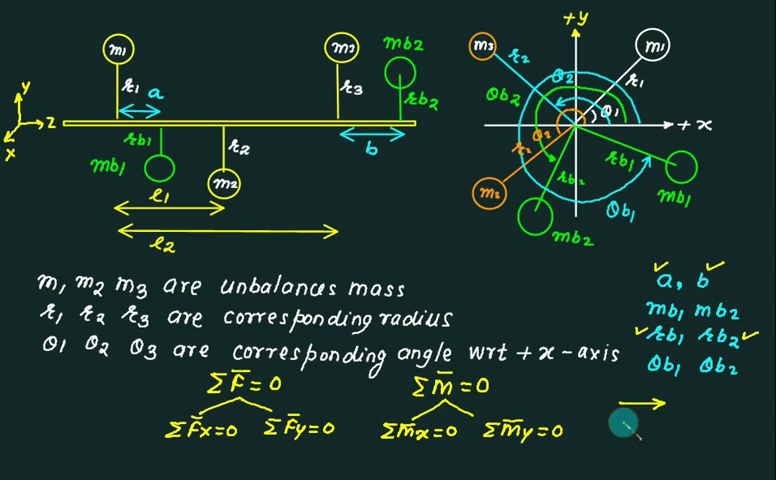 m1
m3
mb2
+y
m3
m1
a
r1
r3
rb2
r2
θ2
r1
y
z
x
rb1
r2
b
θb2
θ1
+x
θ2
r2
rb1
mb1
m2
rb2
mb1
l1
m2
θb1
l2
mb2
m1 m2 m3 are unbalances mass
r1 r2 r3 are corresponding radius
θ1 θ2 θ3 are corresponding angle wrt +x-axis
a, b
mb1 mb2
rb1 rb2
θb1 θb2
ΣF̄=0
ΣM̄=0
ΣF̄x=0 ΣF̄y=0
ΣM̄x=0 ΣM̄y=0